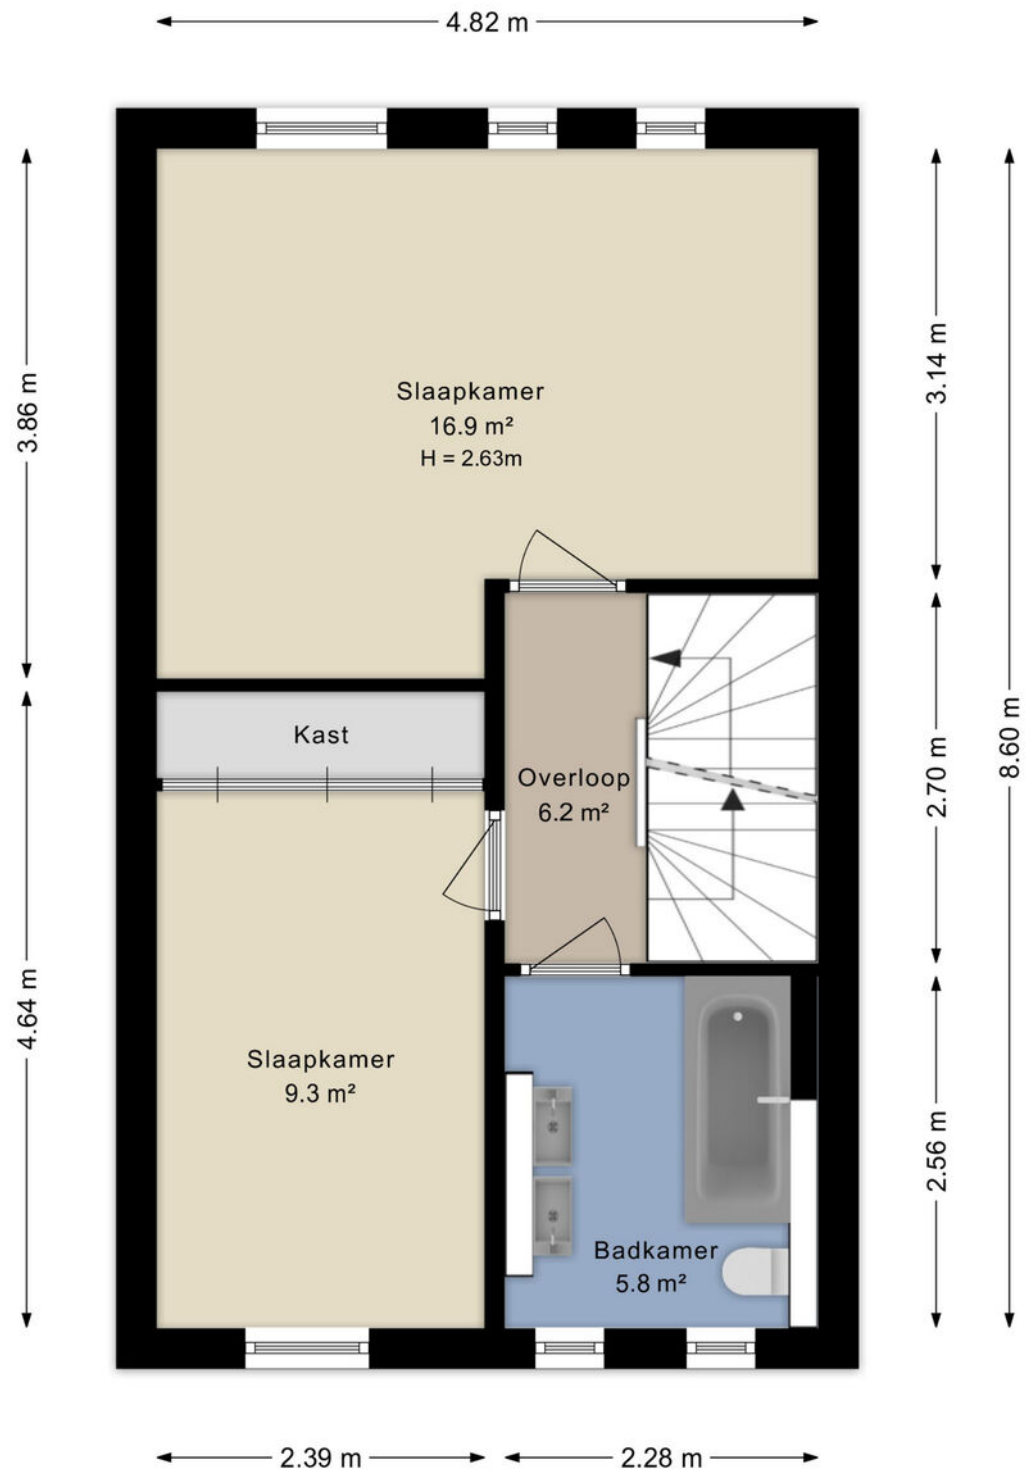 4.82 m
3.86 m
3.14 m
Slaapkamer
16.9 m²
H = 2.63m
8.60 m
Kast
2.70 m
Overloop
6.2 m²
4.64 m
Slaapkamer
9.3 m²
2.56 m
Badkamer
5.8 m²
2.39 m
2.28 m